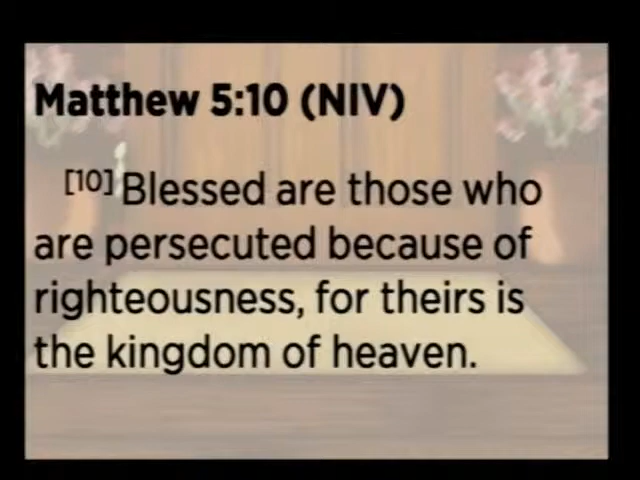 Matthew 5:10 (NIV)
[10] Blessed are those who
are persecuted because of
righteousness, for theirs is
the kingdom of heaven.